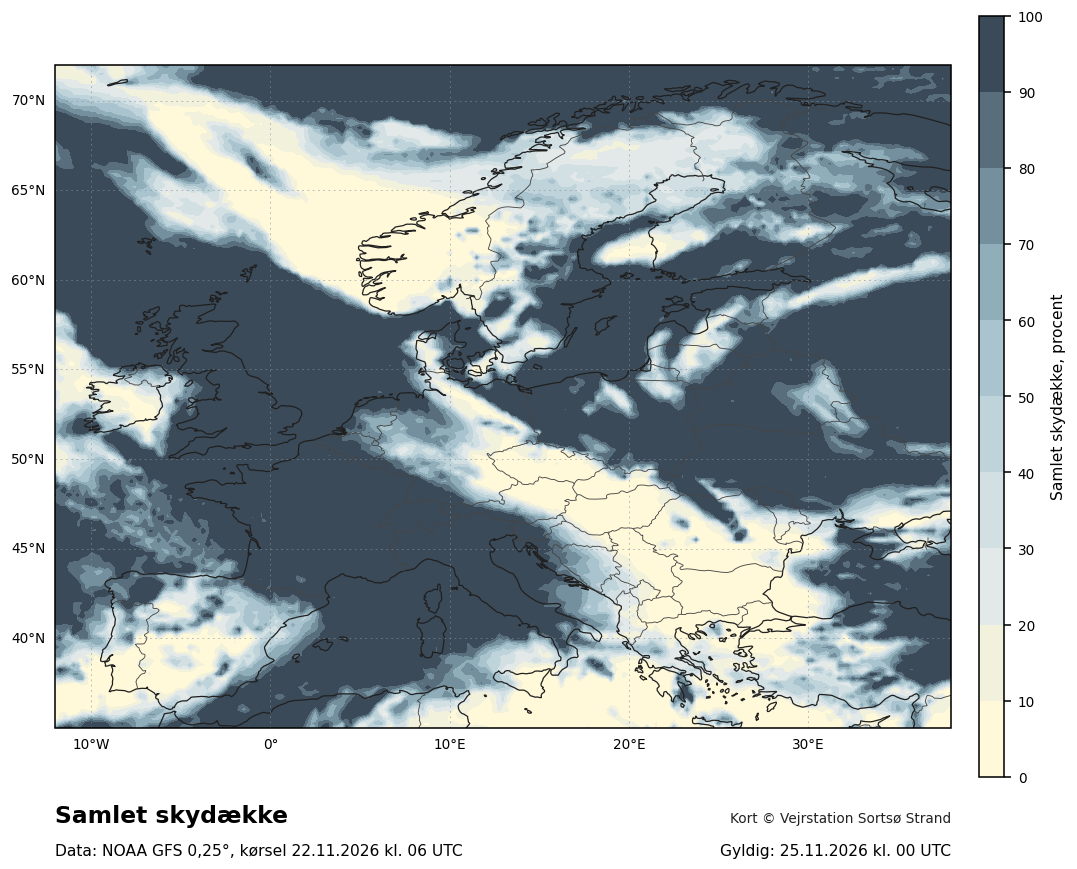 100
90
80
70
60
50
40
30
20
10
0
Samlet skydække, procent
70°N
65°N
60°N
55°N
50°N
45°N
40°N
10°W
0°
10°E
20°E
30°E
Samlet skydække
Kort © Vejrstation Sortsø Strand
Data: NOAA GFS 0,25°, kørsel 22.11.2026 kl. 06 UTC
Gyldig: 25.11.2026 kl. 00 UTC